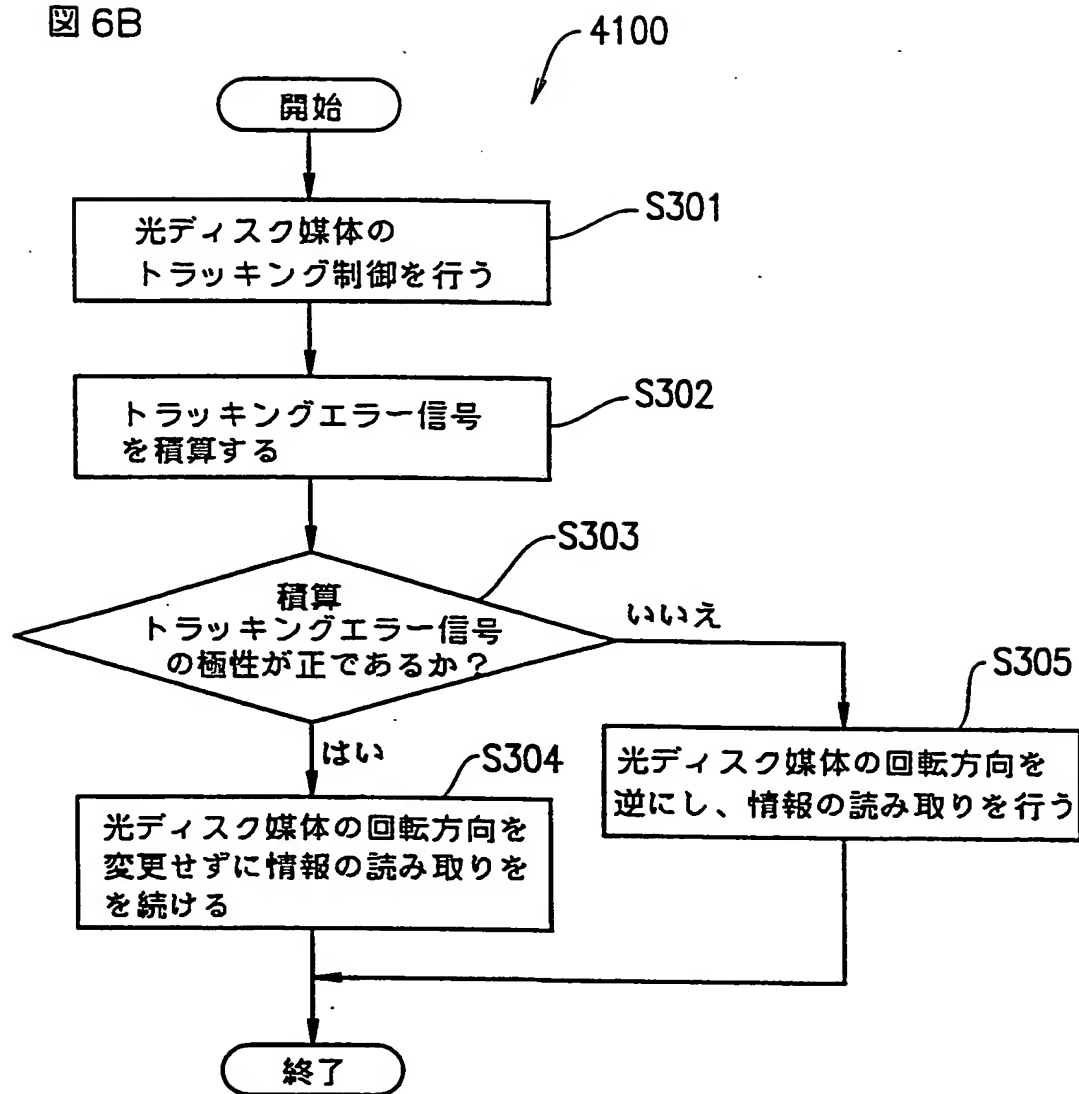 図 6B
4100
開始
S301
光ディスク媒体の
トラッキング制御を行う
S302
トラッキングエラー信号
を積算する
S303
積算
トラッキングエラー信号
の極性が正であるか？
いいえ
S305
はい
S304
光ディスク媒体の回転方向を
逆にし、情報の読み取りを行う
光ディスク媒体の回転方向を
変更せずに情報の読み取りを
を続ける
終了